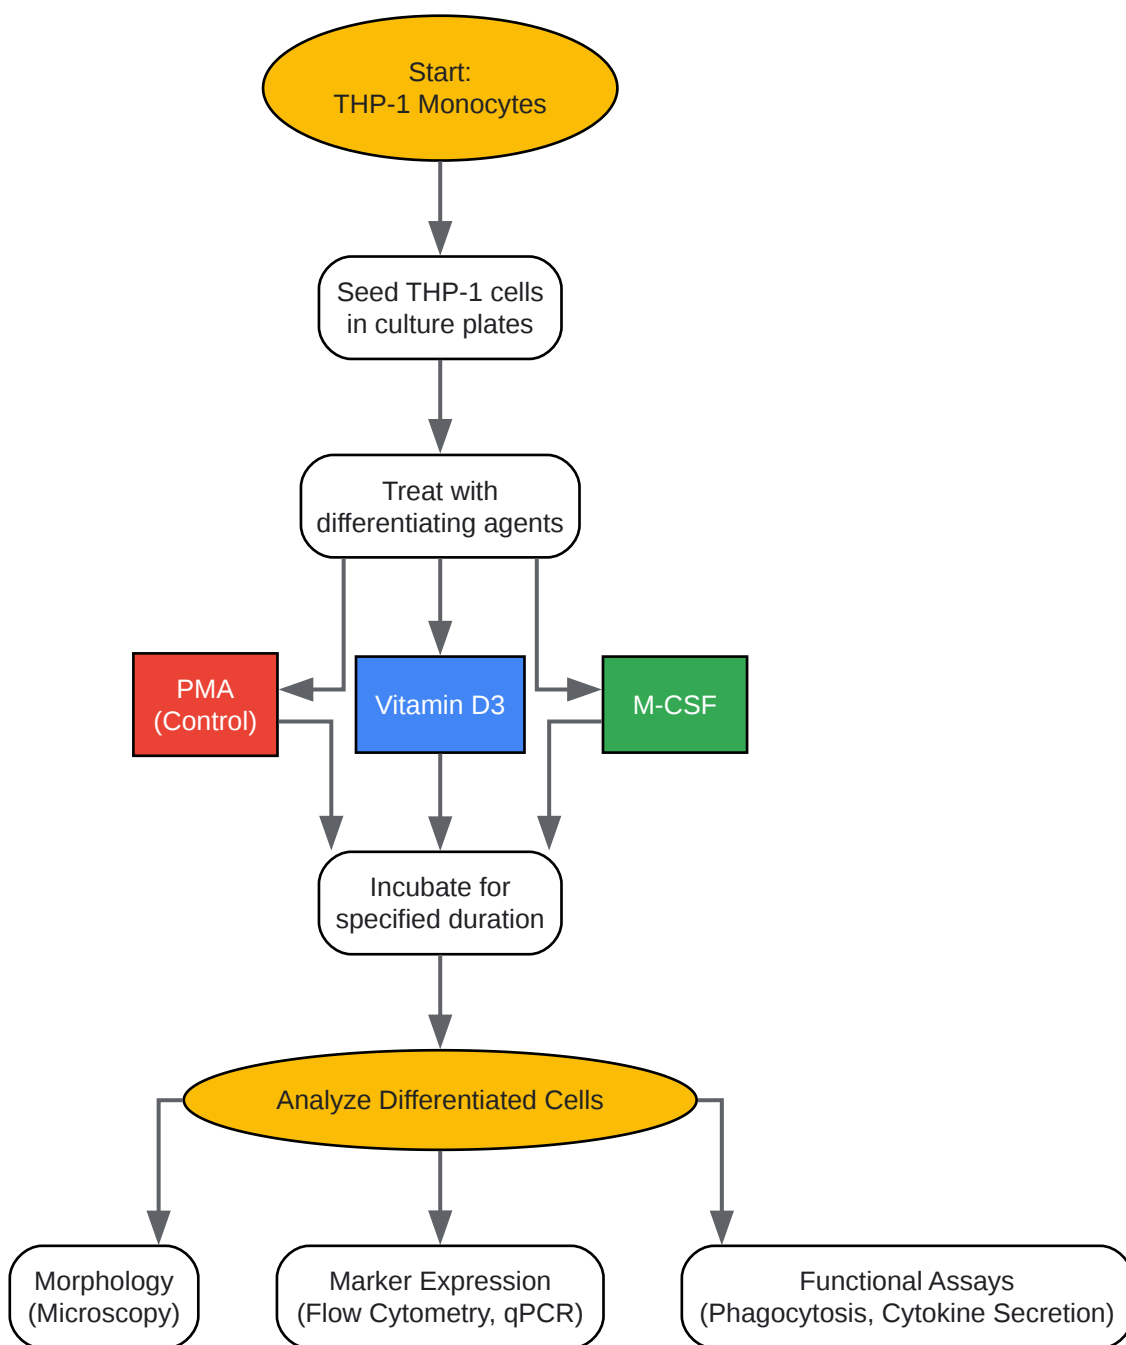 Start:
THP-1 Monocytes
Seed THP-1 cells
in culture plates
Treat with
differentiating agents
PMA
(Control)
Vitamin D3
M-CSF
Incubate for
specified duration
Analyze Differentiated Cells
Morphology
(Microscopy)
Marker Expression
(Flow Cytometry, qPCR)
Functional Assays
(Phagocytosis, Cytokine Secretion)